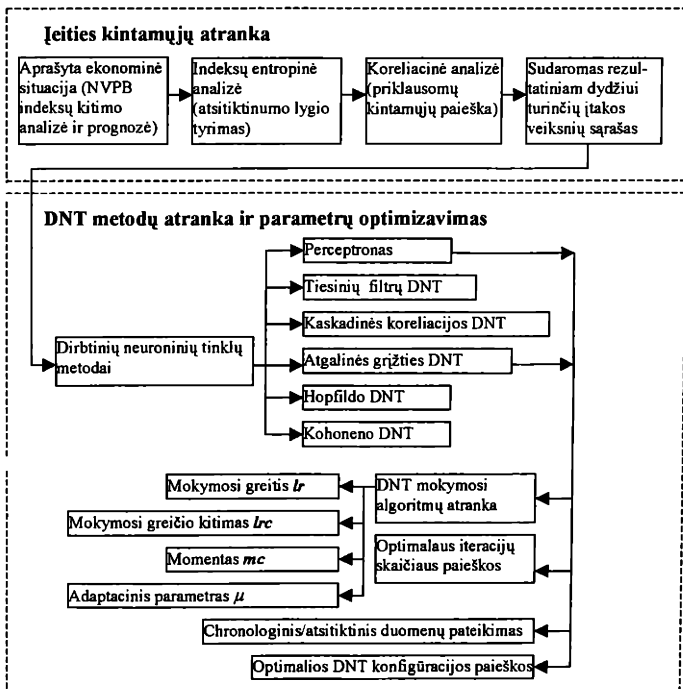 Įeities kintamųjų atranka
Aprašyta ekonominė
situacija (NVPB
indeksų kitimo
analizė ir prognozė)
Indeksų entropinė
analizė
(atsitiktinumo lygio
tyrimas)
Koreliacinė analizė
(priklausomų
kintamųjų paieška)
Sudaromas rezul-
tatiniam dydžiui
turinčių įtakos
veiksnių sąrašas
DNT metodų atranka ir parametrų optimizavimas
Perceptronas
Tiesinių filtrų DNT
Kaskadinės koreliacijos DNT
Dirbtinių neuroninių tinklų
metodai
Atgalinės grįžties DNT
Hopfildo DNT
Kohoneno DNT
Mokymosi greitis lr
Mokymosi greičio kitimas lrc
Momentas mc
Adaptacinis parametras μ
DNT mokymosi
algoritmų atranka
Optimalaus iteracijų
skaičiaus paieškos
Chronologinis/atsitiktinis duomenų pateikimas
Optimalios DNT konfigūracijos paieškos